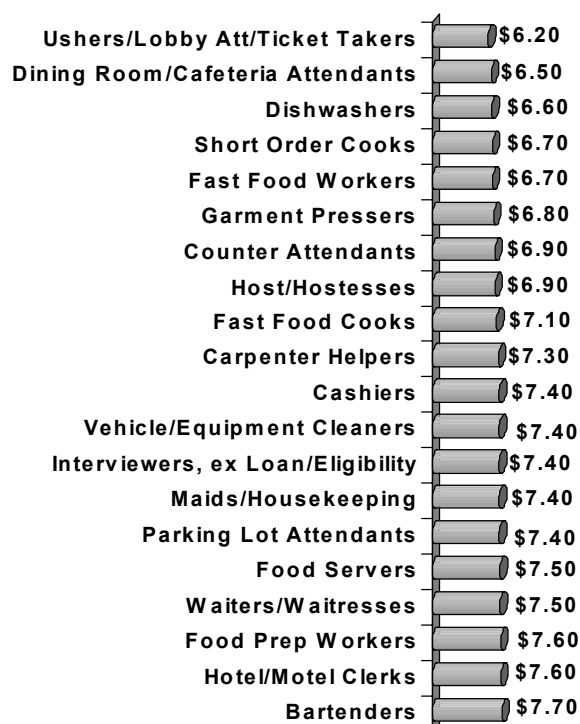 Ushers/Lobby Att/Ticket Takers $6.20
Dining Room/Cafeteria Attendants $6.50
Dishwashers $6.60
Short Order Cooks $6.70
Fast Food Workers $6.70
Garment Pressers $6.80
Counter Attendants $6.90
Host/Hostesses $6.90
Fast Food Cooks $7.10
Carpenter Helpers $7.30
Cashiers $7.40
Vehicle/Equipment Cleaners $7.40
Interviewers, ex Loan/Eligibility $7.40
Maids/Housekeeping $7.40
Parking Lot Attendants $7.40
Food Servers $7.50
Waiters/Waitresses $7.50
Food Prep Workers $7.60
Hotel/Motel Clerks $7.60
Bartenders $7.70